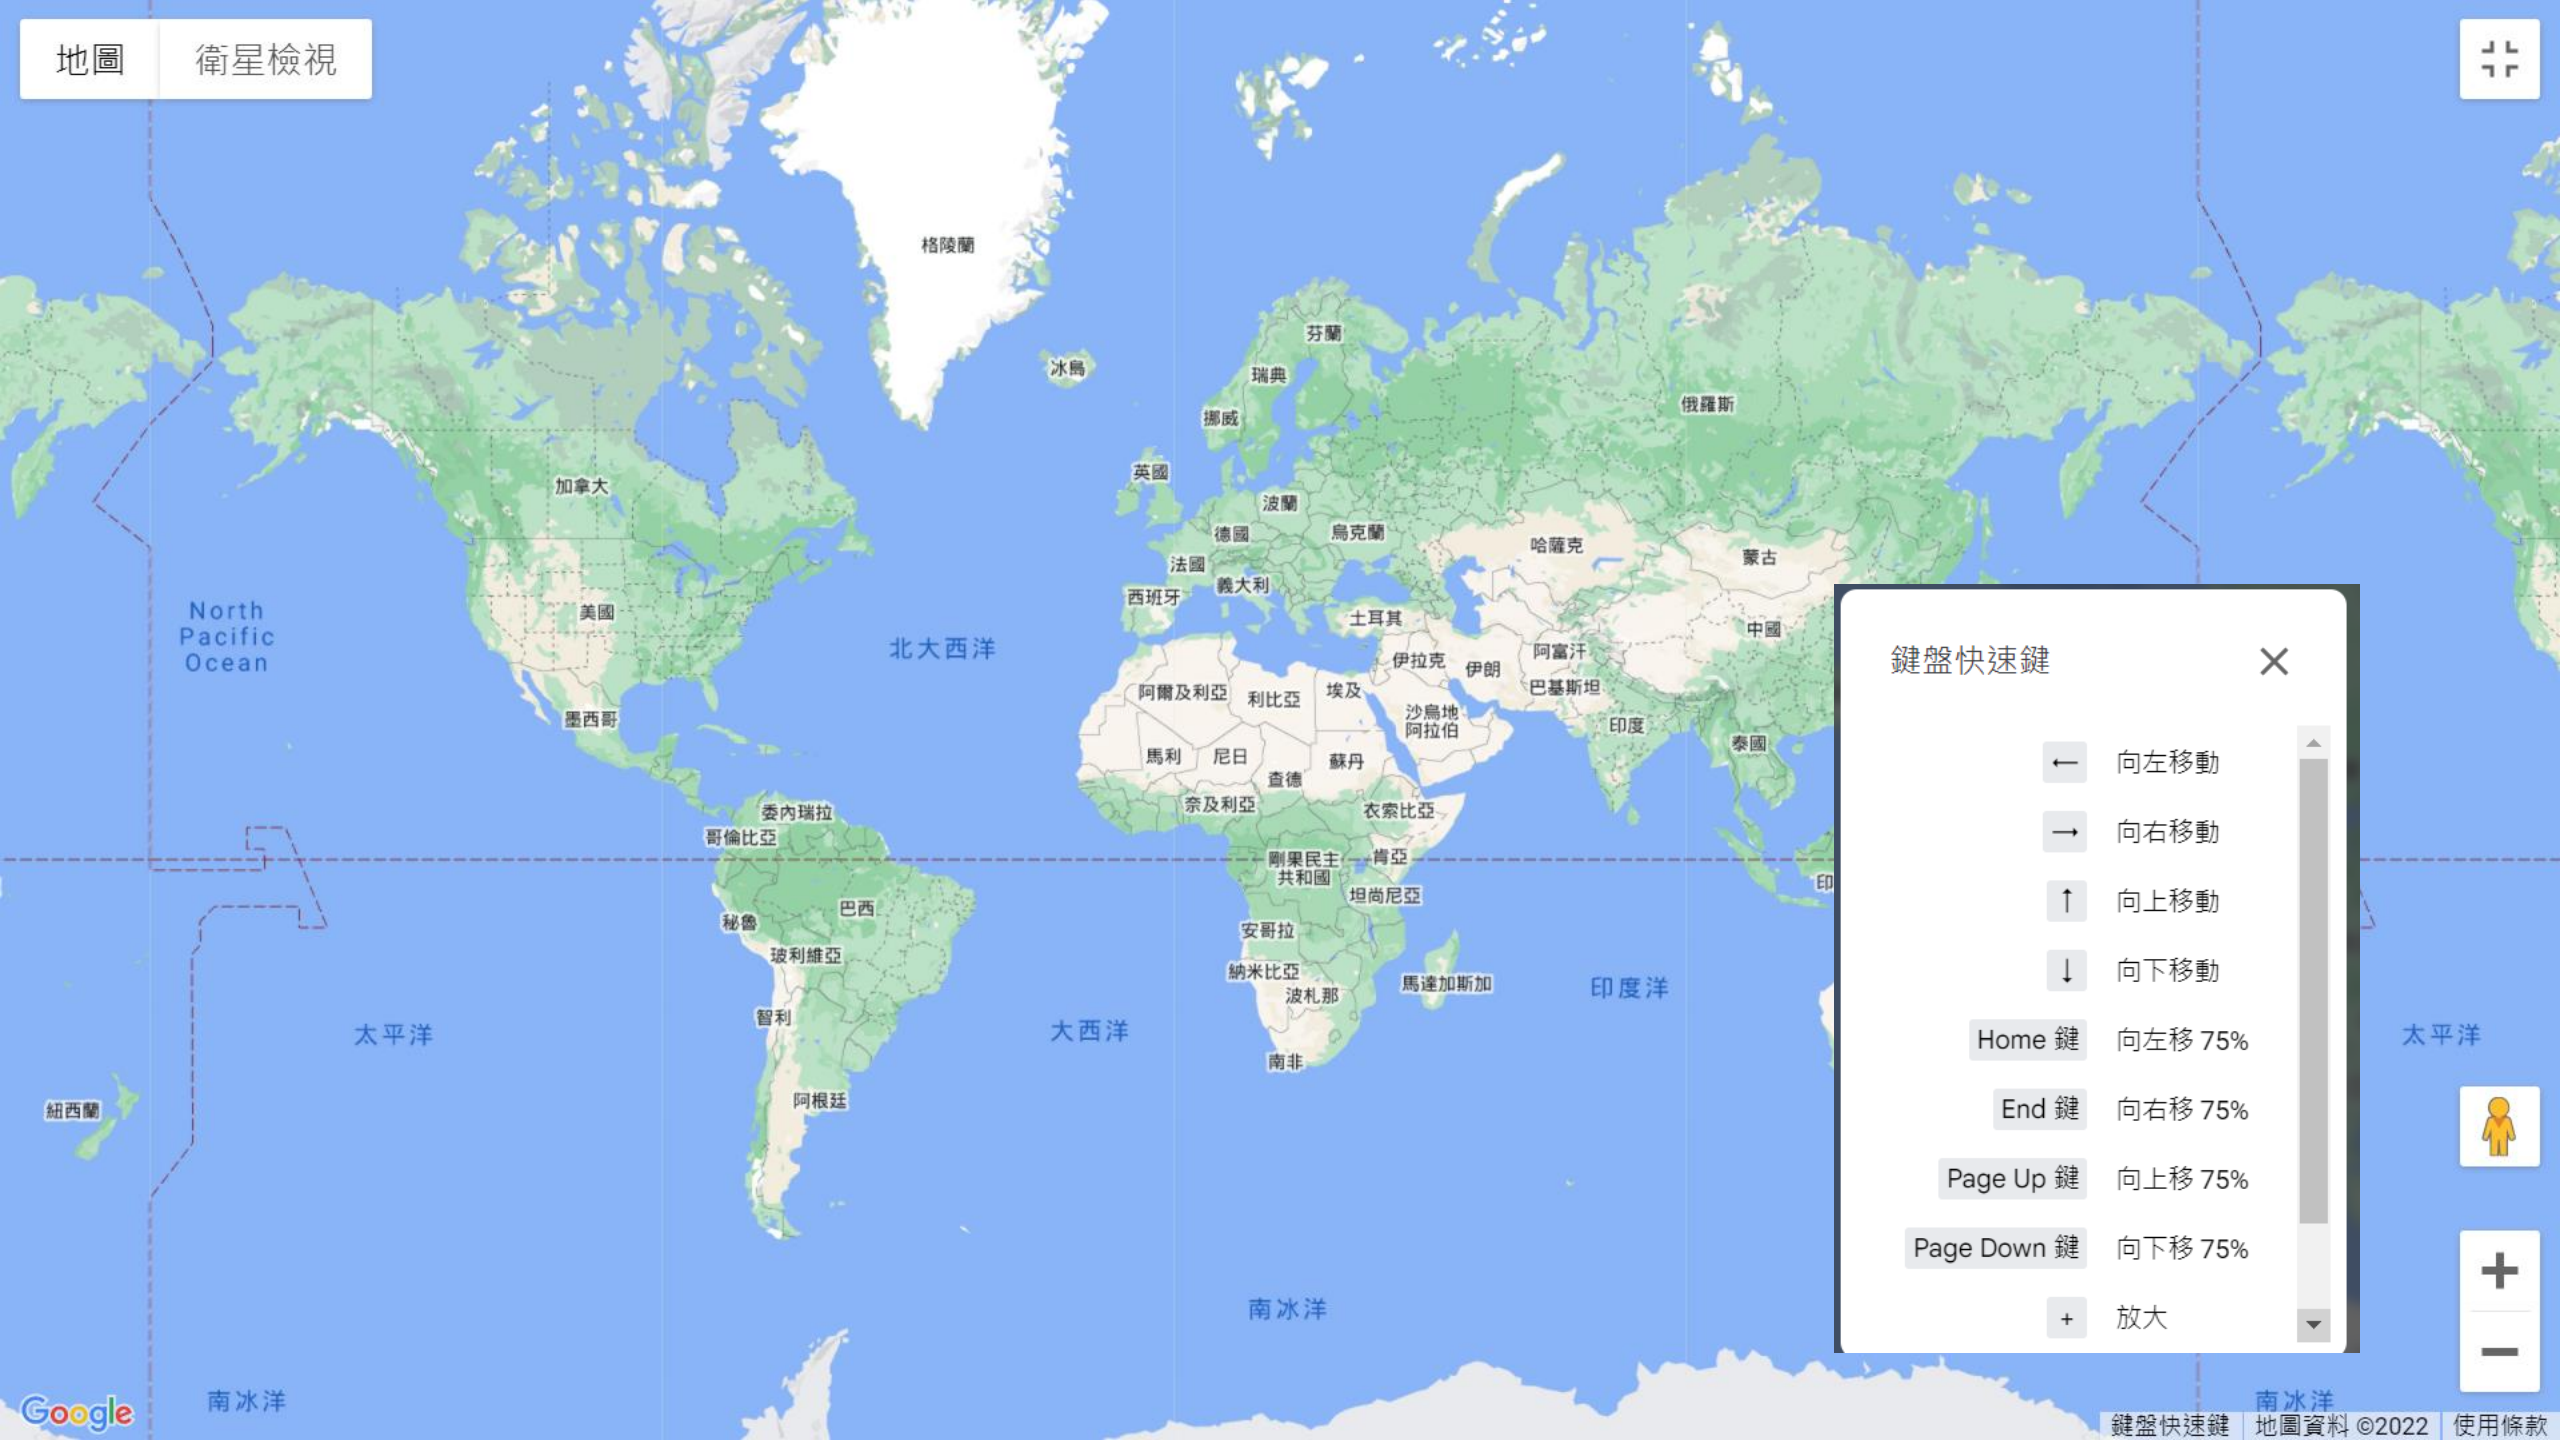 地圖
衛星檢視
格陵蘭
芬蘭
冰島
瑞典
俄羅斯
挪威
英國
加拿大
波蘭
德國
烏克蘭
哈薩克
蒙古
法國
義大利
西班牙
North
Pacific
Ocean
美國
土耳其
中國
北大西洋
伊拉克
伊朗
阿富汗
巴基斯坦
阿爾及利亞
利比亞
埃及
墨西哥
沙烏地
阿拉伯
印度
泰國
馬利
尼日
蘇丹
查德
奈及利亞
衣索比亞
委內瑞拉
哥倫比亞
剛果民主
共和國
肯亞
印
坦尚尼亞
巴西
秘魯
安哥拉
玻利維亞
納米比亞
波札那
馬達加斯加
印度洋
智利
太平洋
大西洋
南非
阿根廷
紐西蘭
太平洋
南冰洋
南冰洋
南冰洋
鍵盤快速鍵
← 向左移動
→ 向右移動
↑ 向上移動
↓ 向下移動
Home 鍵 向左移 75%
End 鍵 向右移 75%
Page Up 鍵 向上移 75%
Page Down 鍵 向下移 75%
+ 放大
Google
鍵盤快速鍵 地圖資料 ©2022 使用條款